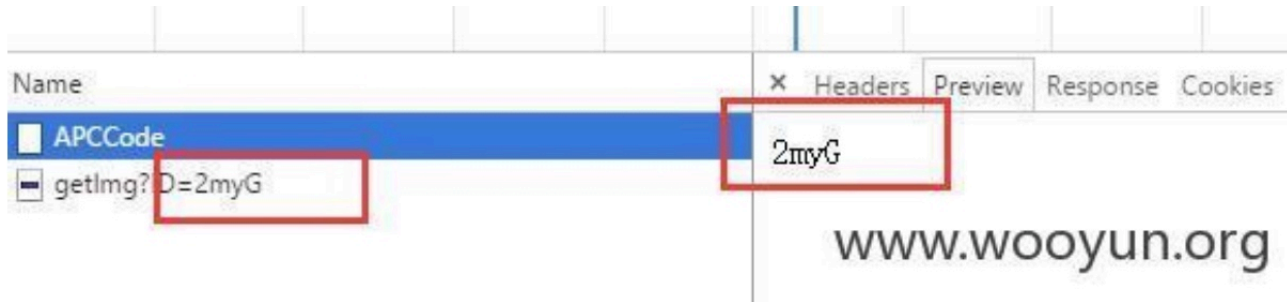 Name
× Headers Preview Response Cookies
APCCode
2myG
getImg?D=2myG
www.wooyun.org